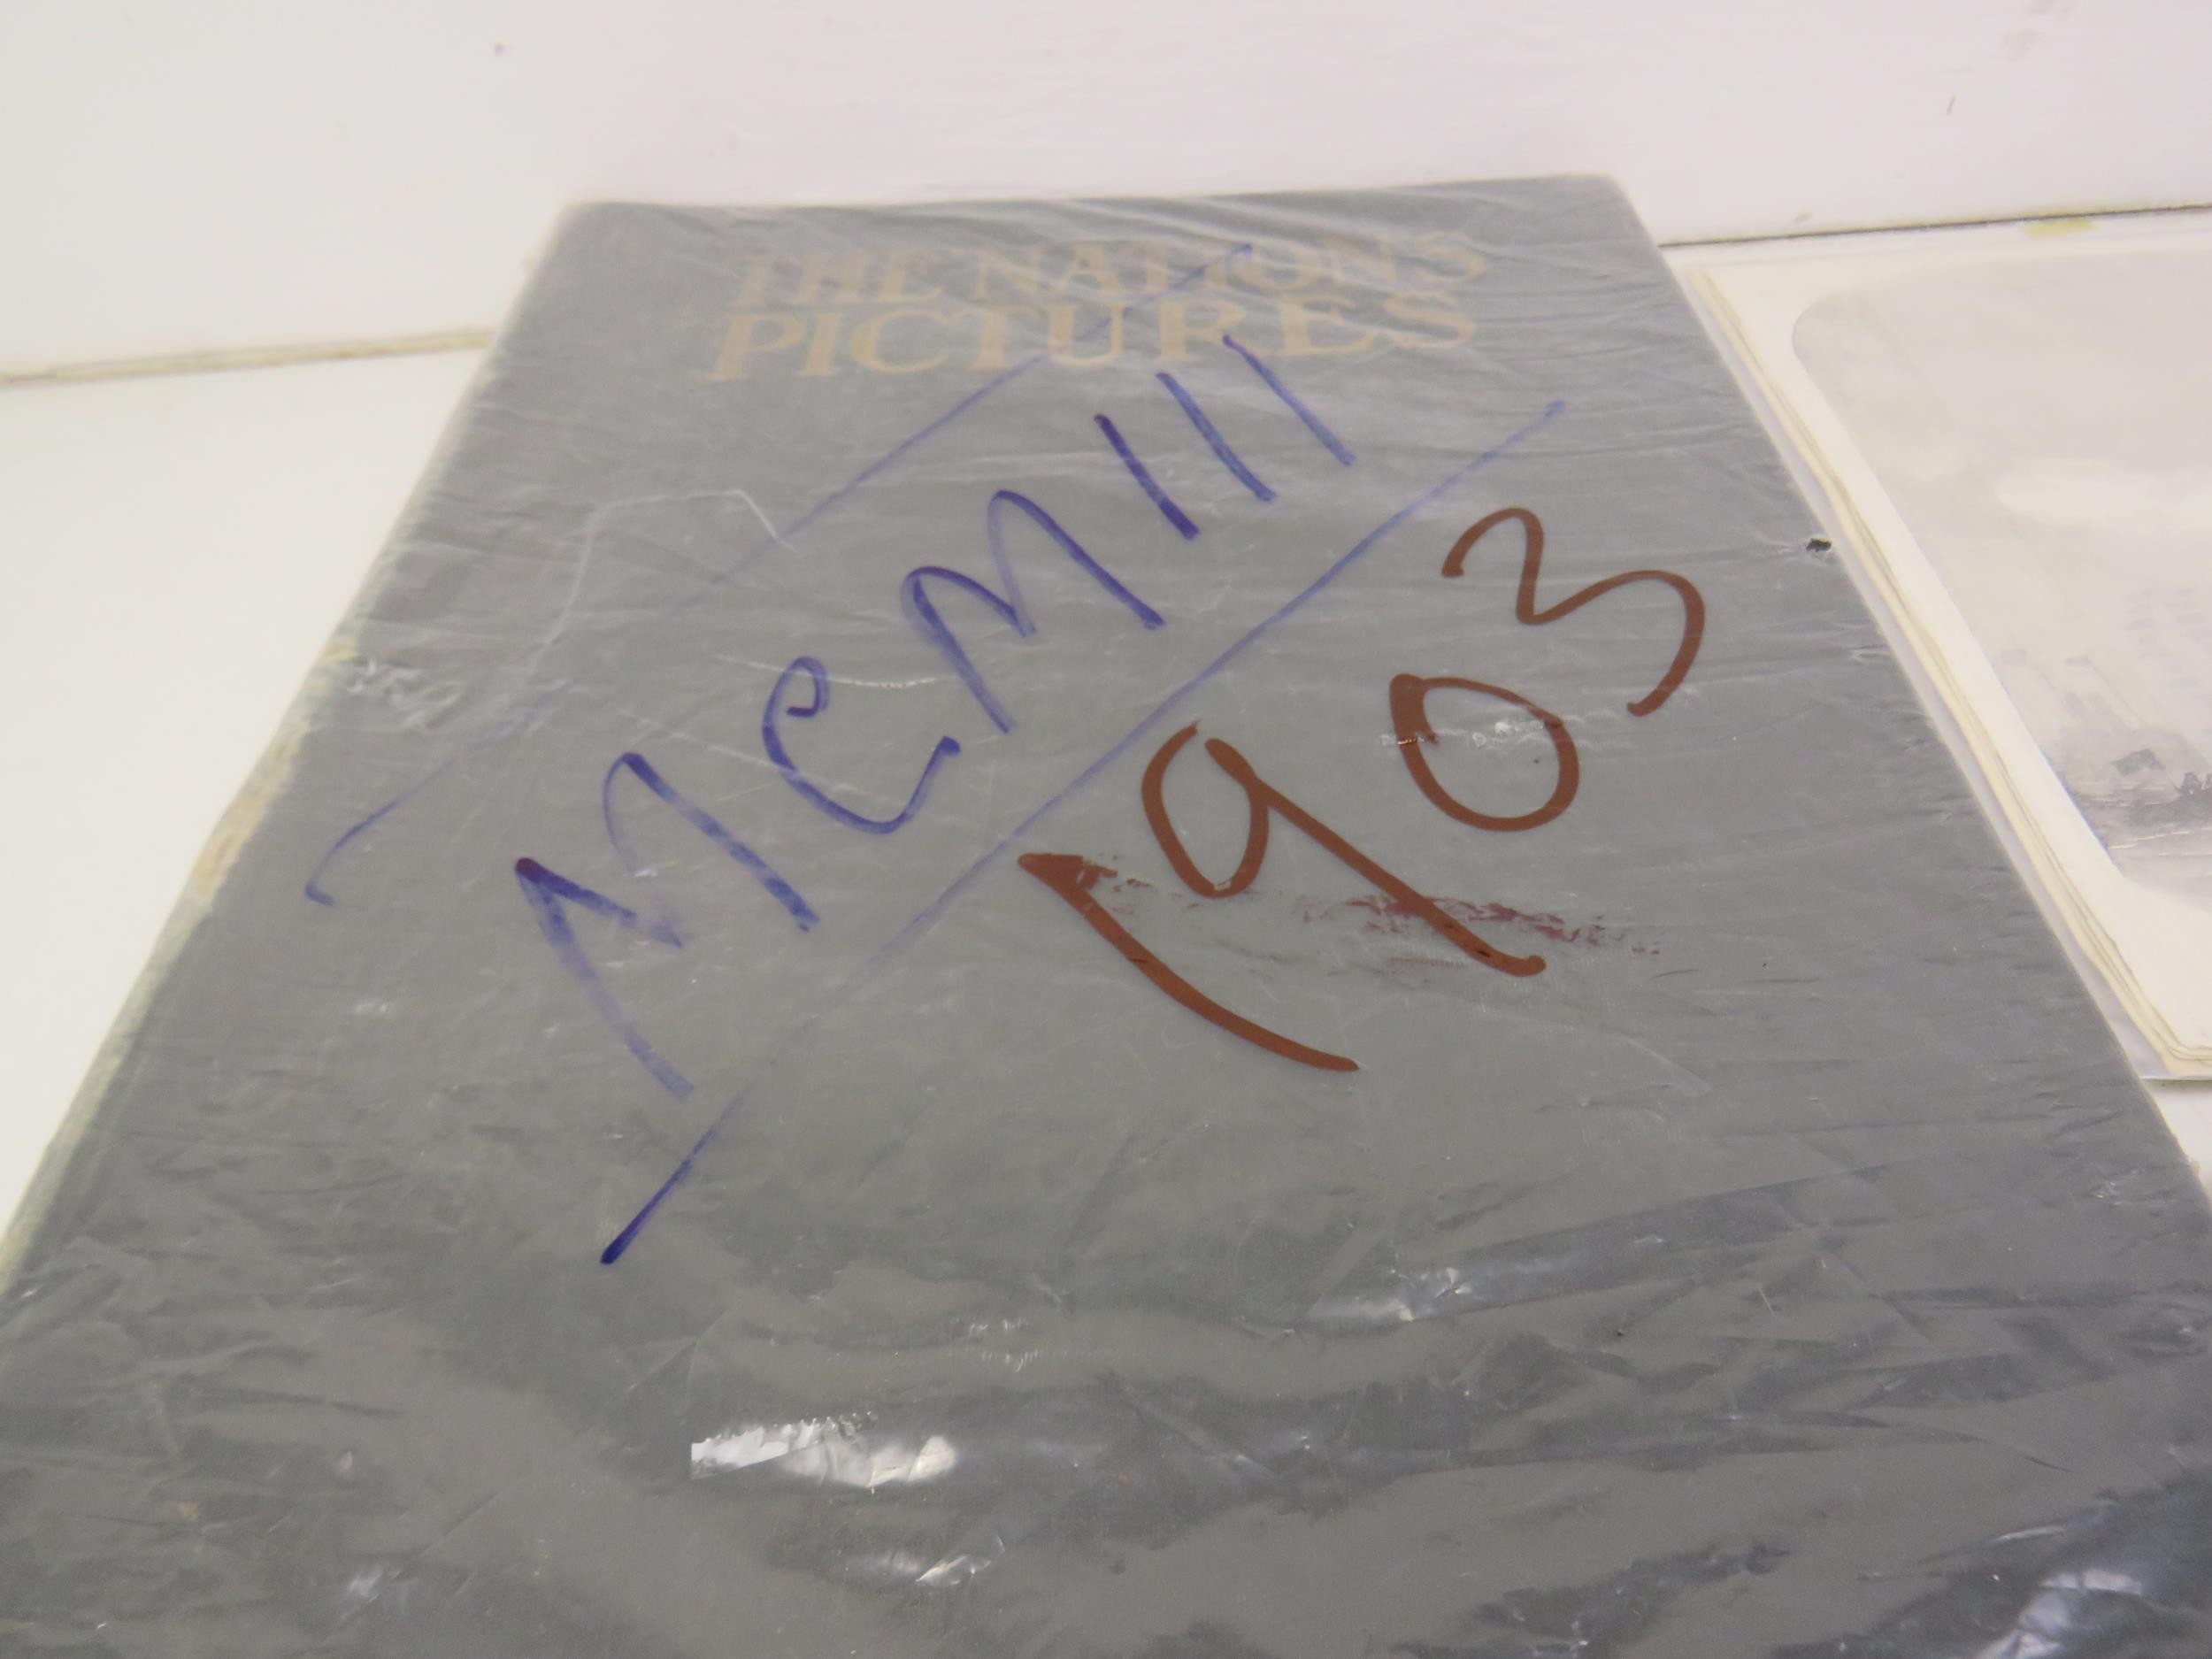 THE NATION'S
PICTURES
MCMIII
1903